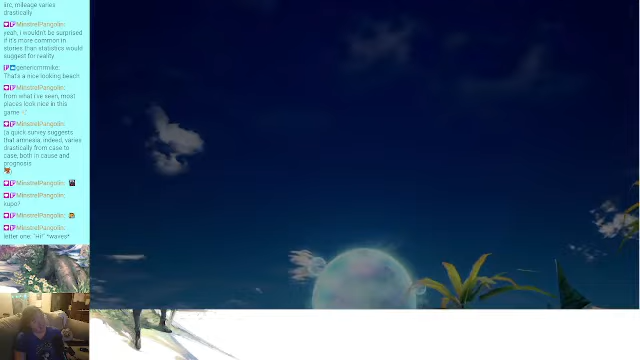 iirc, mileage varies
drastically
MinstrelPangolin:
yeah, i wouldn't be surprised
if it's more common in
stories than statistics would
suggest for reality
genericmrmike:
That's a nice looking beach
MinstrelPangolin:
from what i've seen, most
places look nice in this
game
MinstrelPangolin:
(a quick survey suggests
that amnesia, indeed, varies
drastically from case to
case, both in cause and
prognosis
MinstrelPangolin:
MinstrelPangolin:
kupo?
MinstrelPangolin:
MinstrelPangolin:
letter one: "Hi!" *waves*